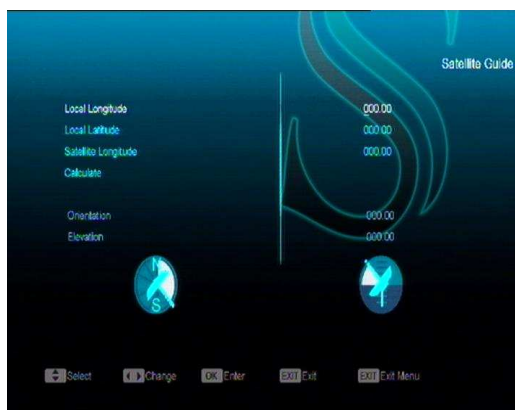 Satellite Guide
Local Longitude 000.00
Local Latitude 000.00
Satellite Longitude 000.00
Calculate
Orientation 000.00
Elevation 000.00
N
S
Select Change OK Enter EXIT Exit EXIT Exit Menu